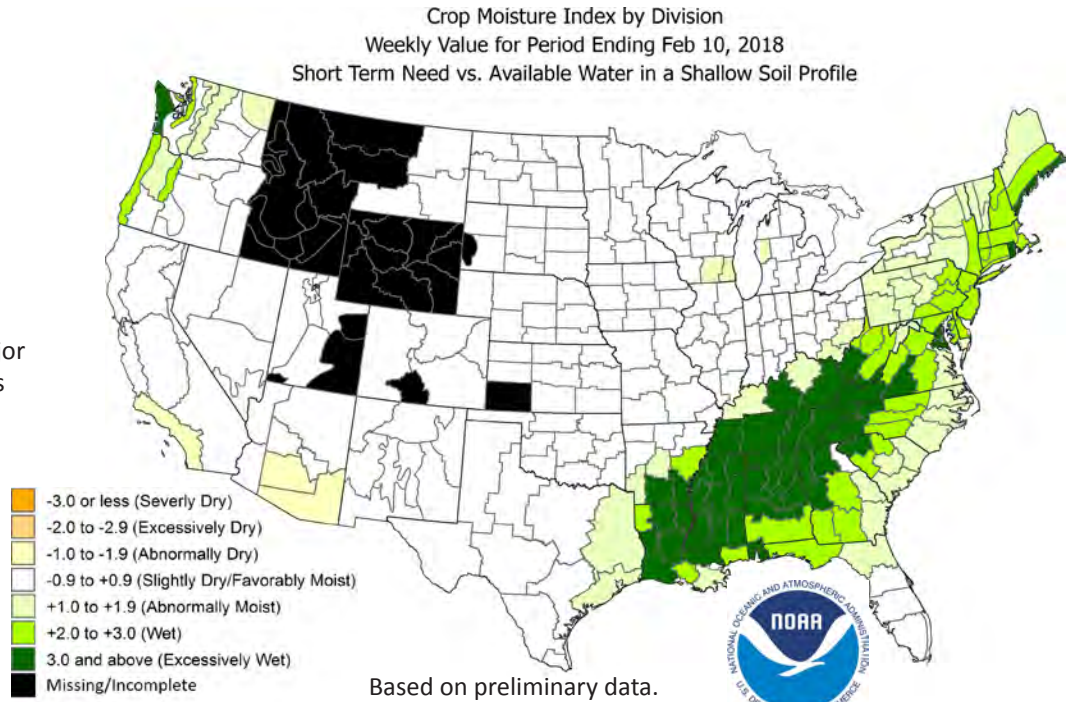 Crop Moisture Index by Division
Weekly Value for Period Ending Feb 10, 2018
Short Term Need vs. Available Water in a Shallow Soil Profile
or
s
-3.0 or less (Severly Dry)
-2.0 to -2.9 (Excessively Dry)
-1.0 to -1.9 (Abnormally Dry)
-0.9 to +0.9 (Slightly Dry/Favorably Moist)
+1.0 to +1.9 (Abnormally Moist)
+2.0 to +3.0 (Wet)
3.0 and above (Excessively Wet)
Missing/Incomplete
Based on preliminary data.
NATIONAL OCEANIC AND ATMOSPHERIC ADMINISTRATION
NOAA
U.S. D